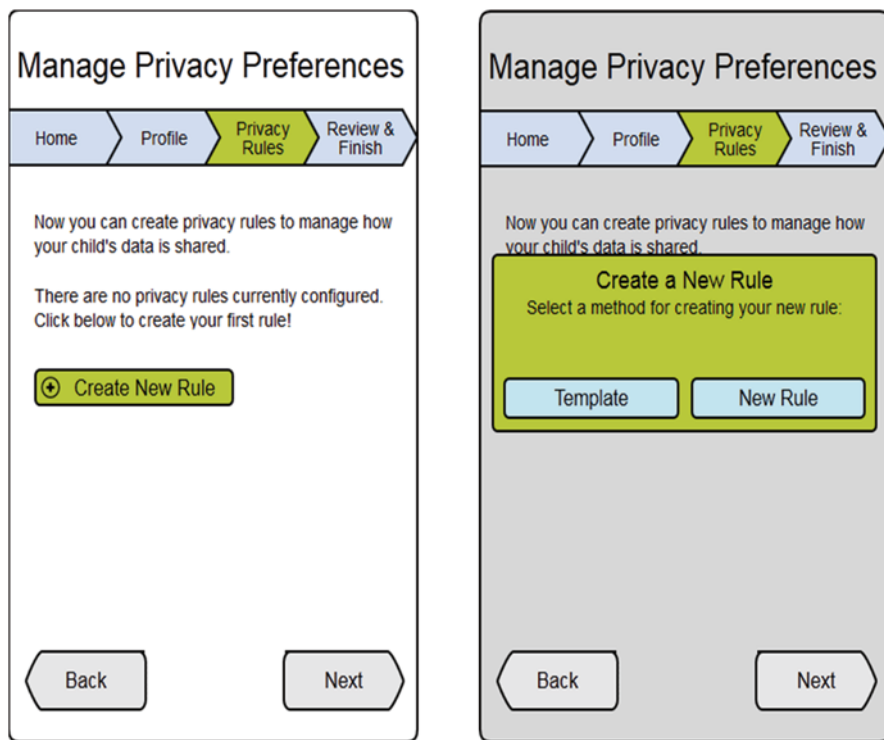 Manage Privacy Preferences
Home
Profile
Privacy
Rules
Review &
Finish
Now you can create privacy rules to manage how
your child's data is shared.
There are no privacy rules currently configured.
Click below to create your first rule!
Create New Rule
Back
Next
Manage Privacy Preferences
Home
Profile
Privacy
Rules
Review &
Finish
Now you can create privacy rules to manage how
your child's data is shared.
Create a New Rule
Select a method for creating your new rule:
Template
New Rule
Back
Next